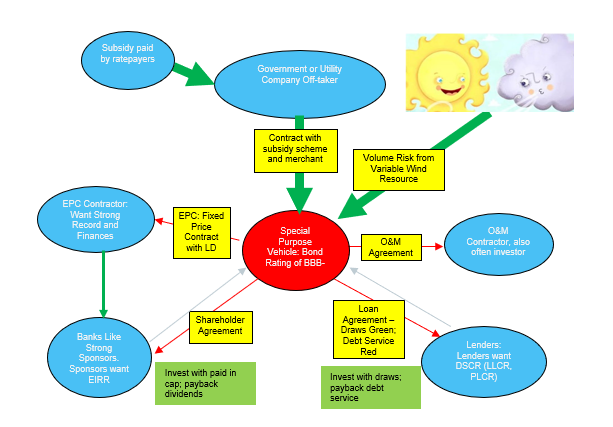 Subsidy paid
by ratepayers
Government or Utility
Company Off-taker
Contract with
subsidy scheme
and merchant
Volume Risk from
Variable Wind
Resource
EPC Contractor:
Want Strong
Record and
Finances
EPC: Fixed
Price
Contract
with LD
Special
Purpose
Vehicle: Bond
Rating of BBB-
O&M
Agreement
O&M
Contractor, also
often investor
Shareholder
Agreement
Loan
Agreement –
Draws Green;
Debt Service
Red
Banks Like
Strong
Sponsors.
Sponsors want
EIRR
Lenders:
Lenders want
DSCR (LLCR,
PLCR)
Invest with paid in
cap; payback
dividends
Invest with draws;
payback debt
service